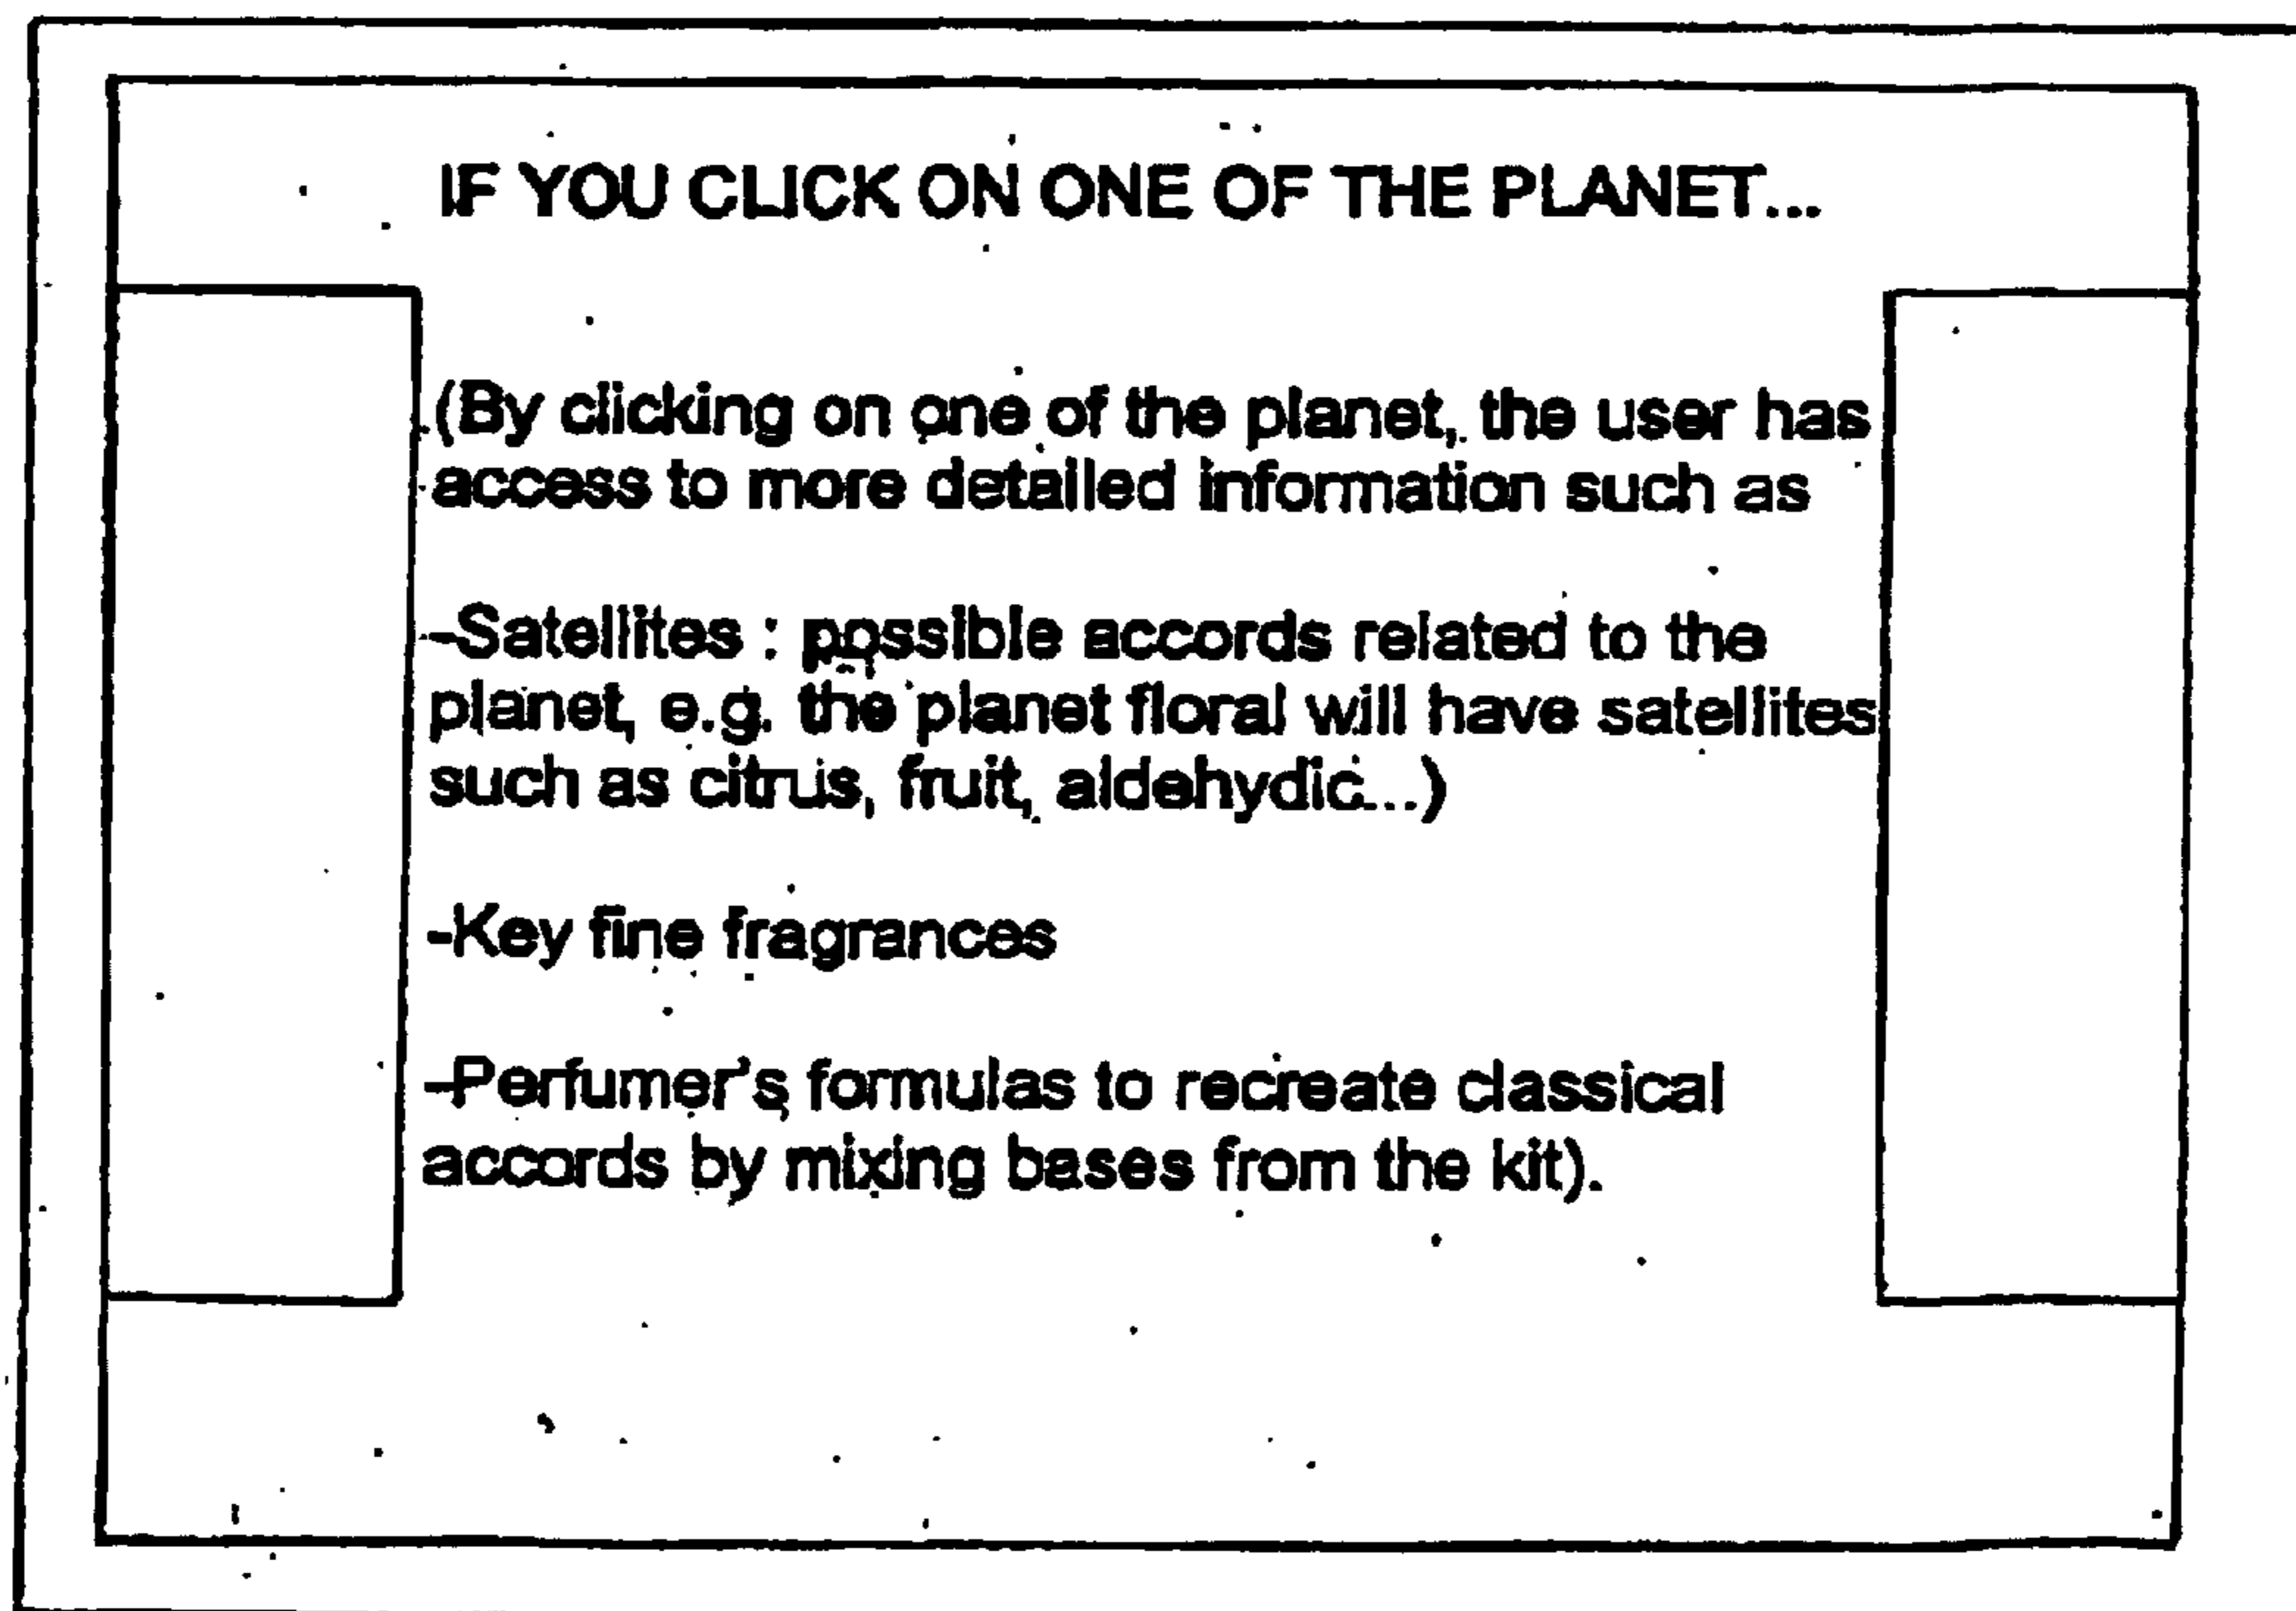 IF YOU CLICK ON ONE OF THE PLANET...
(By clicking on one of the planet, the user has
access to more detailed information such as
-Satellites : possible accords related to the
planet, e.g. the planet floral will have satellites
such as citrus, fruit, aldehydic...)
-Key fine fragrances
-Perfumer's formulas to recreate classical
accords by mixing bases from the kit).